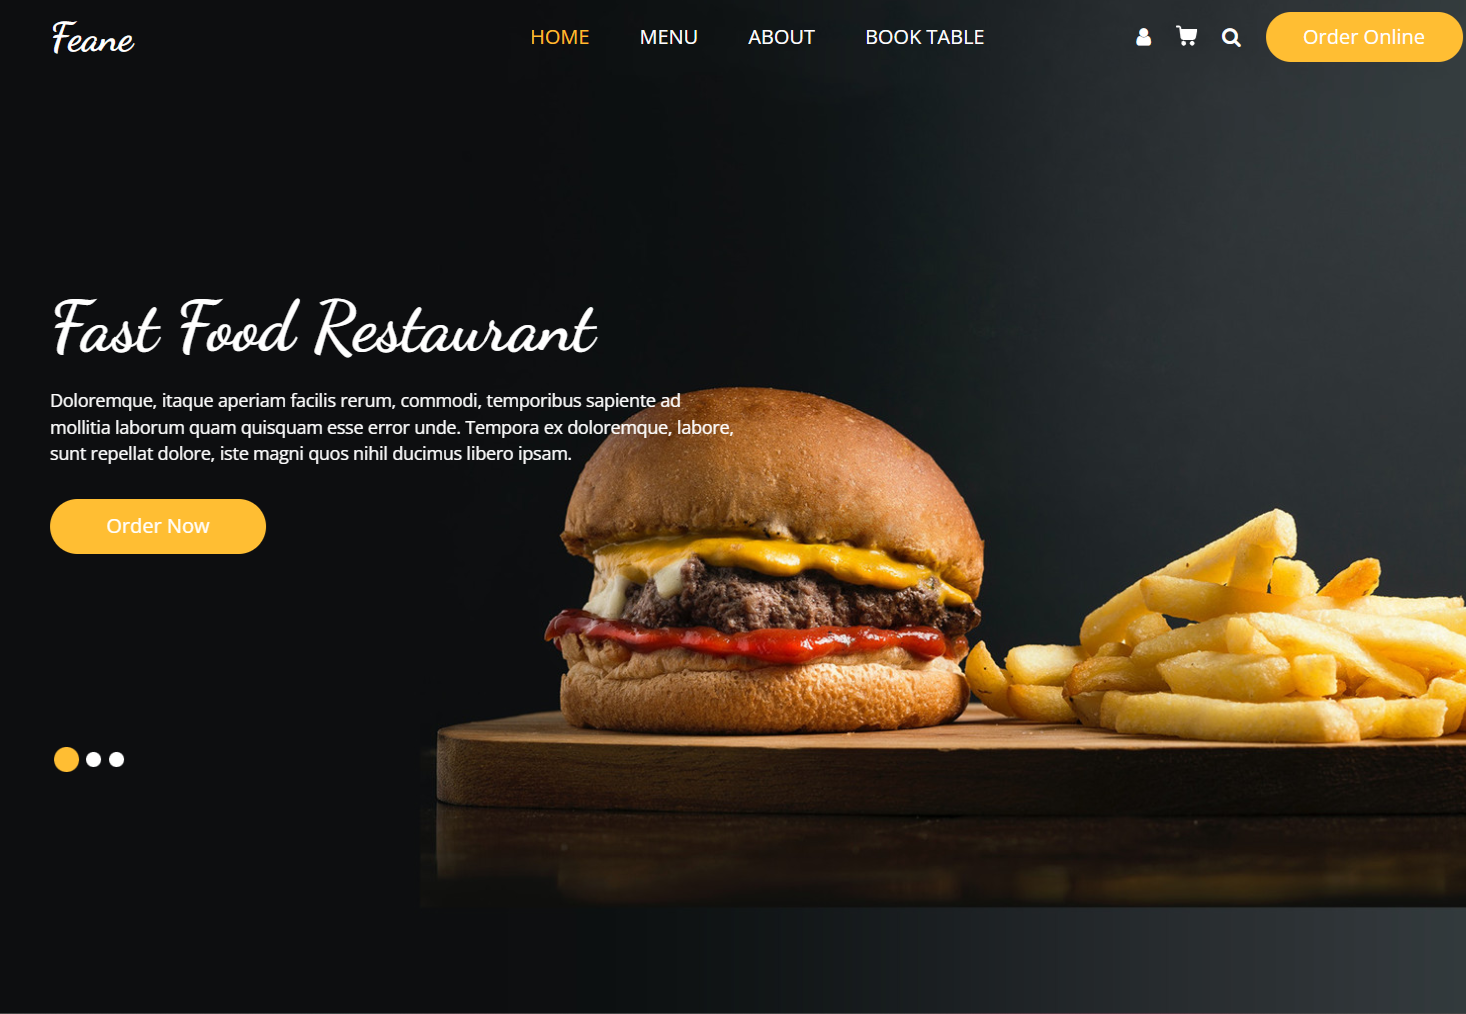 Feane
HOME MENU ABOUT BOOK TABLE Order Online
Fast Food Restaurant
Doloremque, itaque aperiam facilis rerum, commodi, temporibus sapiente ad
mollitia laborum quam quisquam esse error unde. Tempora ex doloremque, labore,
sunt repellat dolore, iste magni quos nihil ducimus libero ipsam.
Order Now